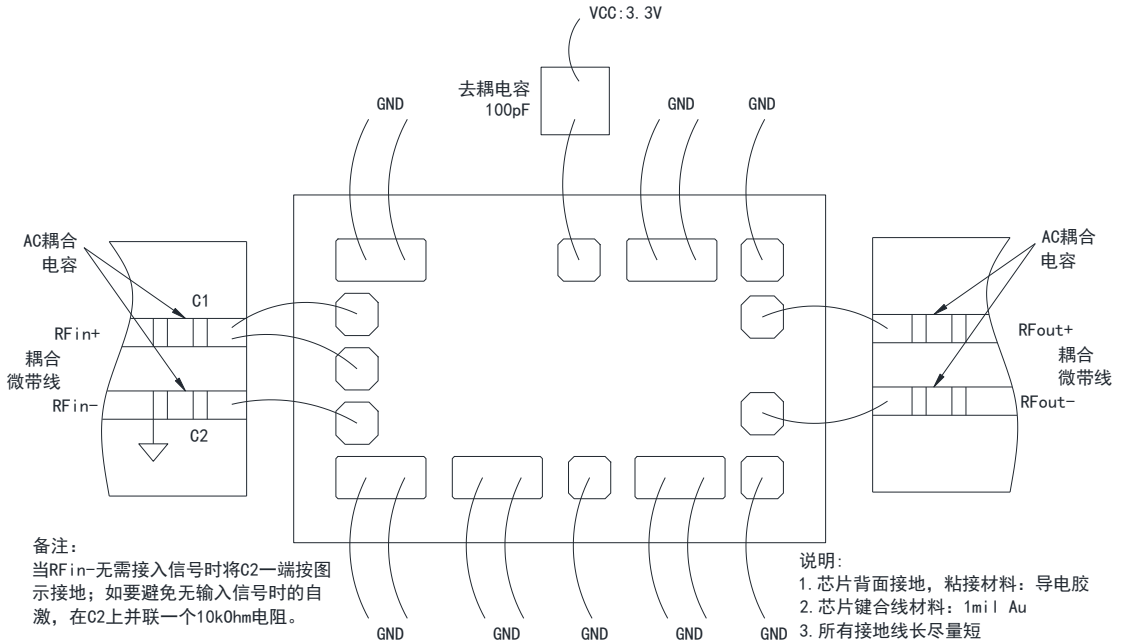 VCC:3.3V
去耦电容
100pF
GND
GND
GND
AC耦合
电容
C1
RFin+
耦合
微带线
RFin-
C2
AC耦合
电容
RFout+
耦合
微带线
RFout-
备注:
当RFin-无需接入信号时将C2一端按图
示接地；如要避免无输入信号时的自
激，在C2上并联一个10kOhm电阻。
GND
GND
GND
GND
GND
说明:
1.芯片背面接地，粘接材料：导电胶
2.芯片键合线材料：1mil Au
3.所有接地线长尽量短